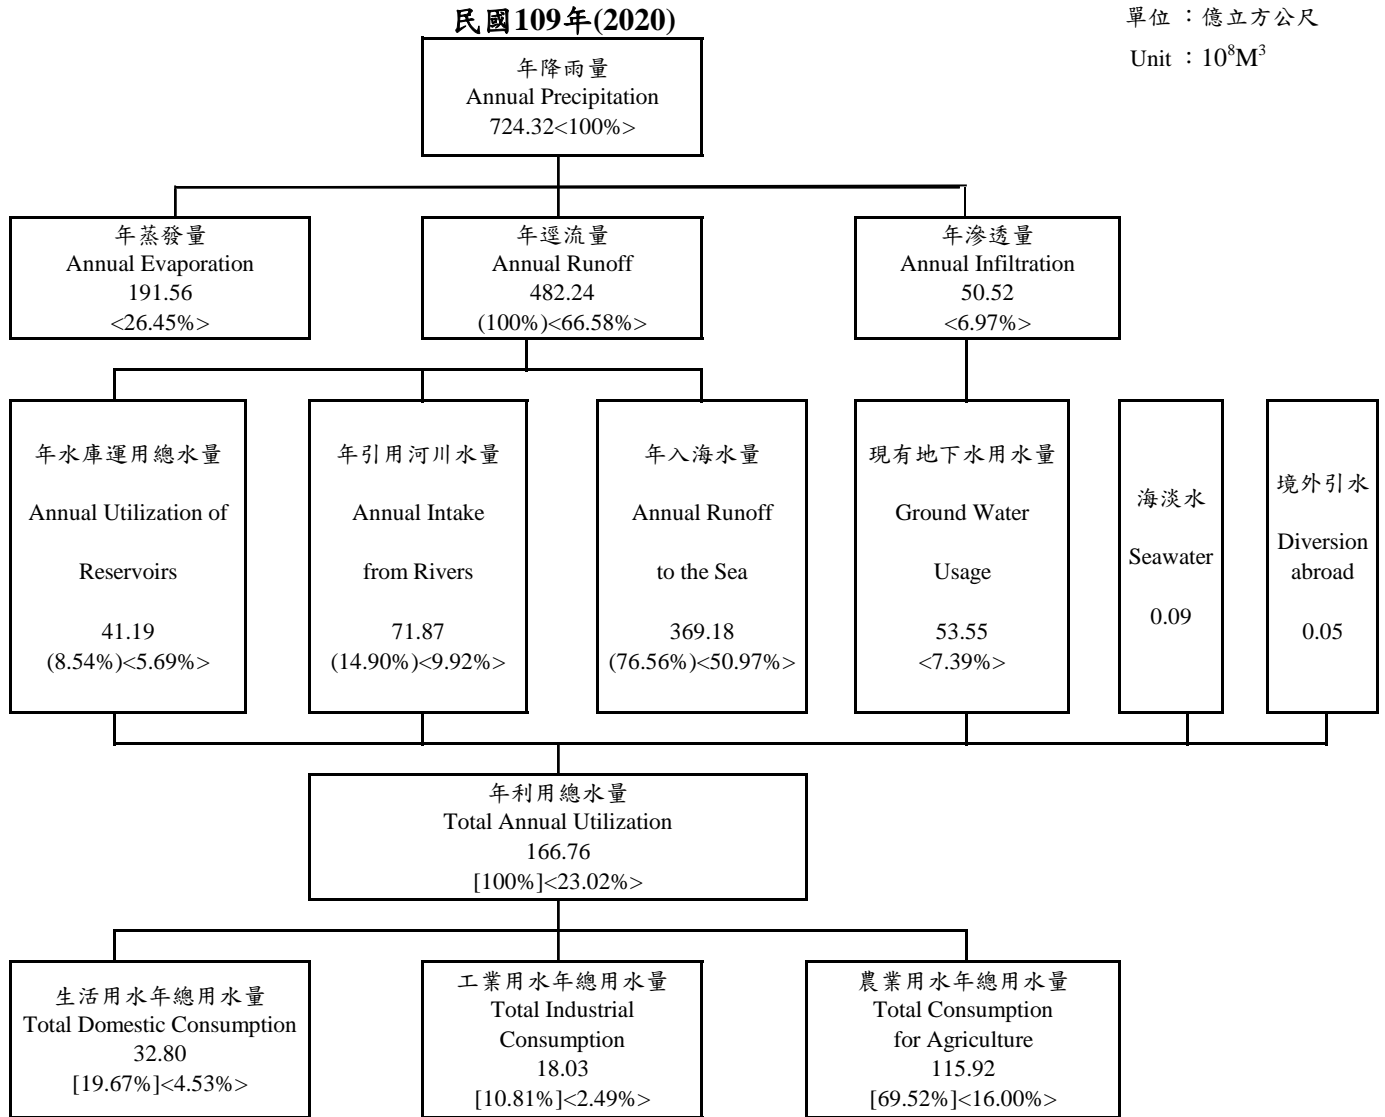 民國109年(2020)
單位：億立方公尺
Unit：10⁸M³
年降雨量
Annual Precipitation
724.32<100%>
年蒸發量
Annual Evaporation
191.56
<26.45%>
年逕流量
Annual Runoff
482.24
(100%)<66.58%>
年滲透量
Annual Infiltration
50.52
<6.97%>
年水庫運用總水量
Annual Utilization of
Reservoirs
41.19
(8.54%)<5.69%>
年引用河川水量
Annual Intake
from Rivers
71.87
(14.90%)<9.92%>
年入海水量
Annual Runoff
to the Sea
369.18
(76.56%)<50.97%>
現有地下水用水量
Ground Water
Usage
53.55
<7.39%>
海淡水
Seawater
0.09
境外引水
Diversion
abroad
0.05
年利用總水量
Total Annual Utilization
166.76
[100%]<23.02%>
生活用水年總用水量
Total Domestic Consumption
32.80
[19.67%]<4.53%>
工業用水年總用水量
Total Industrial
Consumption
18.03
[10.81%]<2.49%>
農業用水年總用水量
Total Consumption
for Agriculture
115.92
[69.52%]<16.00%>